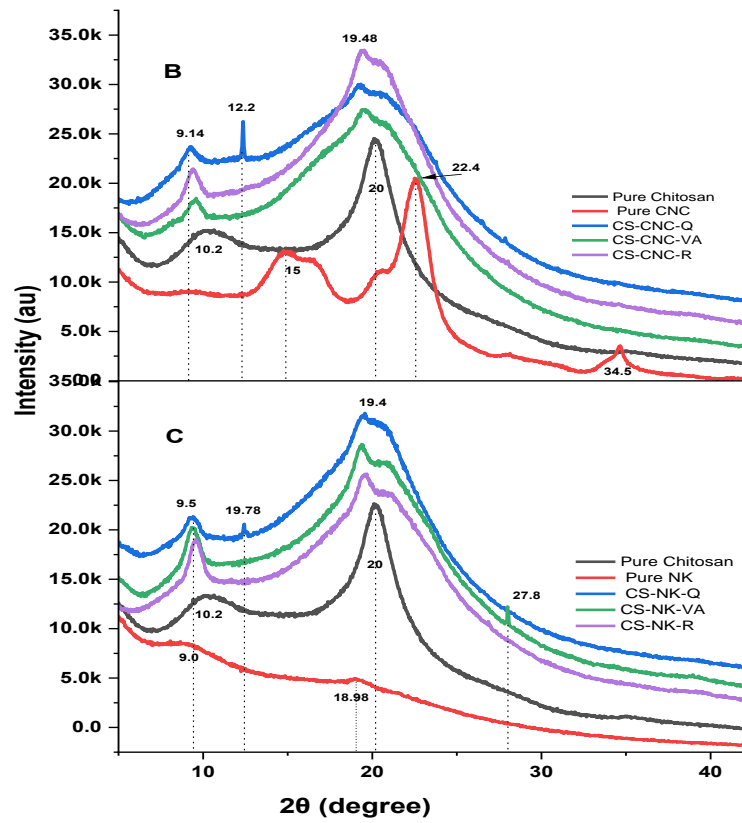 35.0k
30.0k
25.0k
20.0k
15.0k
10.0k
5.0k
B
19.48
12.2
9.14
22.4
20
10.2
15
34.5
Pure Chitosan
Pure CNC
CS-CNC-Q
CS-CNC-VA
CS-CNC-R
Intensity (au)
30.0k
25.0k
20.0k
15.0k
10.0k
5.0k
0.0
C
19.4
9.5
19.78
20
27.8
10.2
9.0
18.98
Pure Chitosan
Pure NK
CS-NK-Q
CS-NK-VA
CS-NK-R
10
20
30
40
2θ (degree)